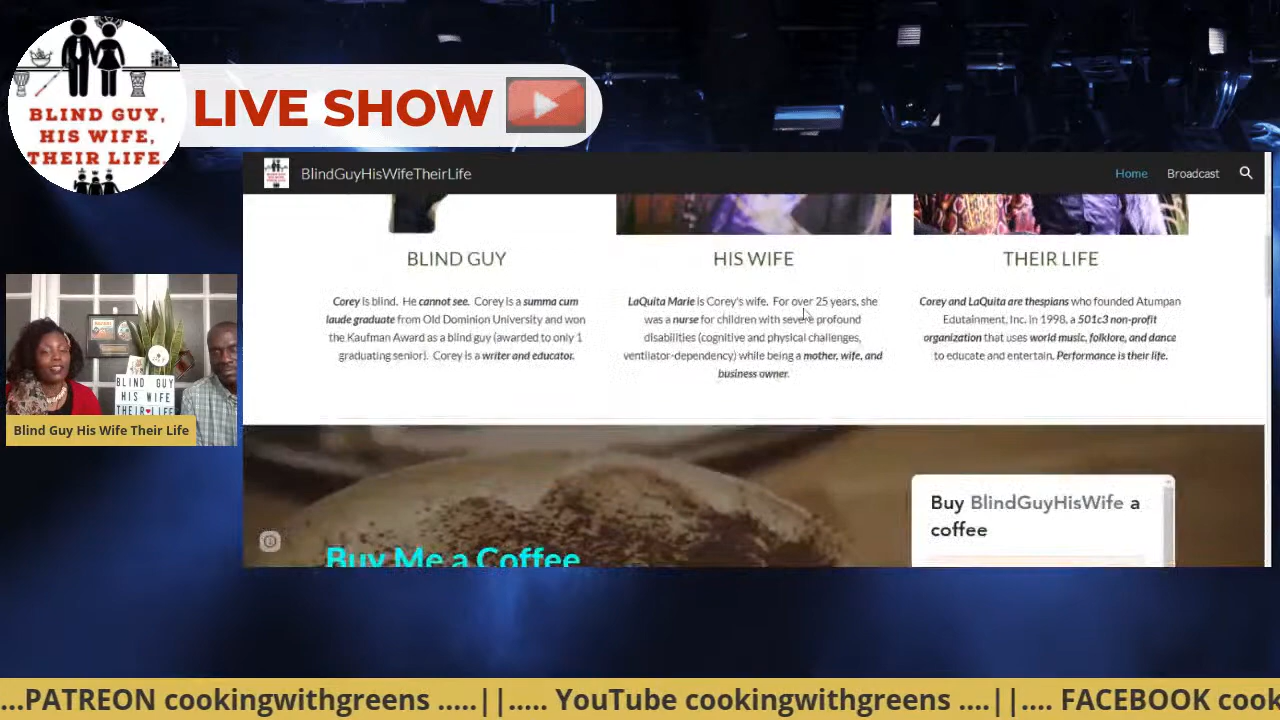 BLIND GUY,
HIS WIFE,
THEIR LIFE.
LIVE SHOW
BlindGuyHisWifeTheirLife
Home
Broadcast
BLIND GUY
Corey is blind. He cannot see. Corey is a summa cum
laude graduate from Old Dominion University and won
the Kaufman Award as a blind guy (awarded to only 1
graduating senior). Corey is a writer and educator.
HIS WIFE
LaQuita Marie is Corey's wife. For over 25 years, she
was a nurse for children with severe profound
disabilities (cognitive and physical challenges,
ventilator-dependency) while being a mother, wife, and
business owner.
THEIR LIFE
Corey and LaQuita are thespians who founded Atumpan
Edutainment, Inc. in 1998, a 501c3 non-profit
organization that uses world music, folklore, and dance
to educate and entertain. Performance is their life.
BLIND GUY
HIS WIFE
THEIR LIFE
Blind Guy His Wife Their Life
Buy Me a Coffee
Buy BlindGuyHisWife a
coffee
...PATREON cookingwithgreens .....||..... YouTube cookingwithgreens ....||.... FACEBOOK cook